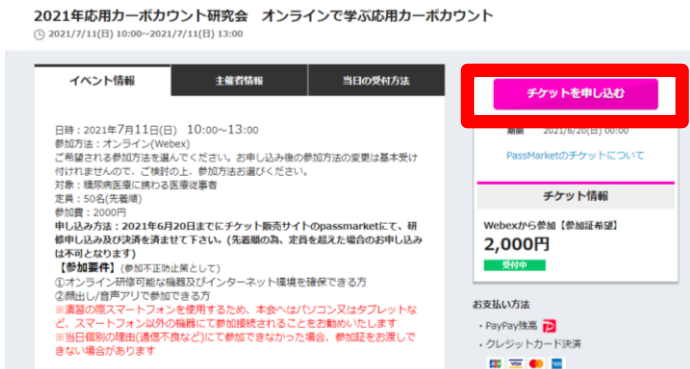 2021年応用カーボカウント研究会　オンラインで学ぶ応用カーボカウント
2021/7/11(日) 10:00~2021/7/11(日) 13:00
イベント情報
主催者情報
当日の受付方法
日時：2021年7月11日(日)　10:00~13:00
参加方法：オンライン(Webex)
ご希望される参加方法を選んでください。お申し込み後の参加方法の変更は基本受け
付けれませんので、ご検討の上、参加方法お選びください。
対象：糖尿病医療に携わる医療従事者
定員：50名(先着順)
参加費：2000円
申し込み方法：2021年6月20日までにチケット販売サイトのpassmarketにて、研
修申し込み及び決済を済ませて下さい。(先着順の為、定員を超えた場合のお申し込み
は不可となります)
【参加要件】(参加不正防止策として)
①オンライン研修可能な機器及びインターネット環境を確保できる方
②顔出し/音声アリで参加できる方
※演習の際スマートフォンを使用するため、本会へはパソコン又はタブレットな
ど、スマートフォン以外の機器にて参加接続されることをお勧めいたします
※当日個別の理由(通信不良など)にて参加できなかった場合、参加証をお渡しで
きない場合があります
チケットを申し込む
期間　2021/6/20(日) 00:00
PassMarketのチケットについて
チケット情報
Webexから参加【参加証希望】
2,000円
受付中
お支払い方法
・PayPay残高
・クレジットカード決済
VISA